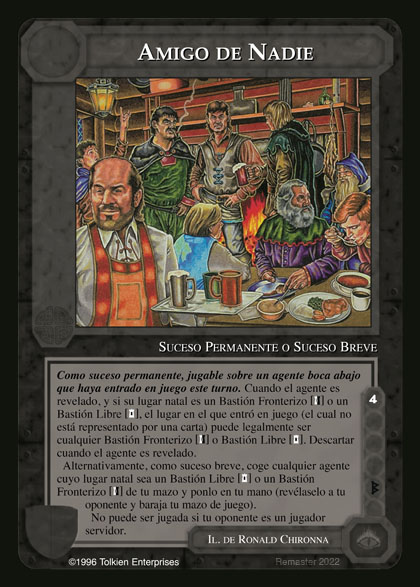 Amigo de Nadie
Suceso Permanente o Suceso Breve
Como suceso permanente, jugable sobre un agente boca abajo
que haya entrado en juego este turno. Cuando el agente es
revelado, y si su lugar natal es un Bastión Fronterizo [] o un
Bastión Libre [], el lugar en el que entró en juego (el cual no
está representado por una carta) puede legalmente ser
cualquier Bastión Fronterizo [] o Bastión Libre []. Descartar
cuando el agente es revelado.
Alternativamente, como suceso breve, coge cualquier agente
cuyo lugar natal sea un Bastión Libre [] o un Bastión
Fronterizo [] de tu mazo y ponlo en tu mano (revélaselo a tu
oponente y baraja tu mazo de juego).
No puede ser jugada si tu oponente es un jugador
servidor.
4
Il. de Ronald Chironna
©1996 Tolkien Enterprises
Remaster 2022